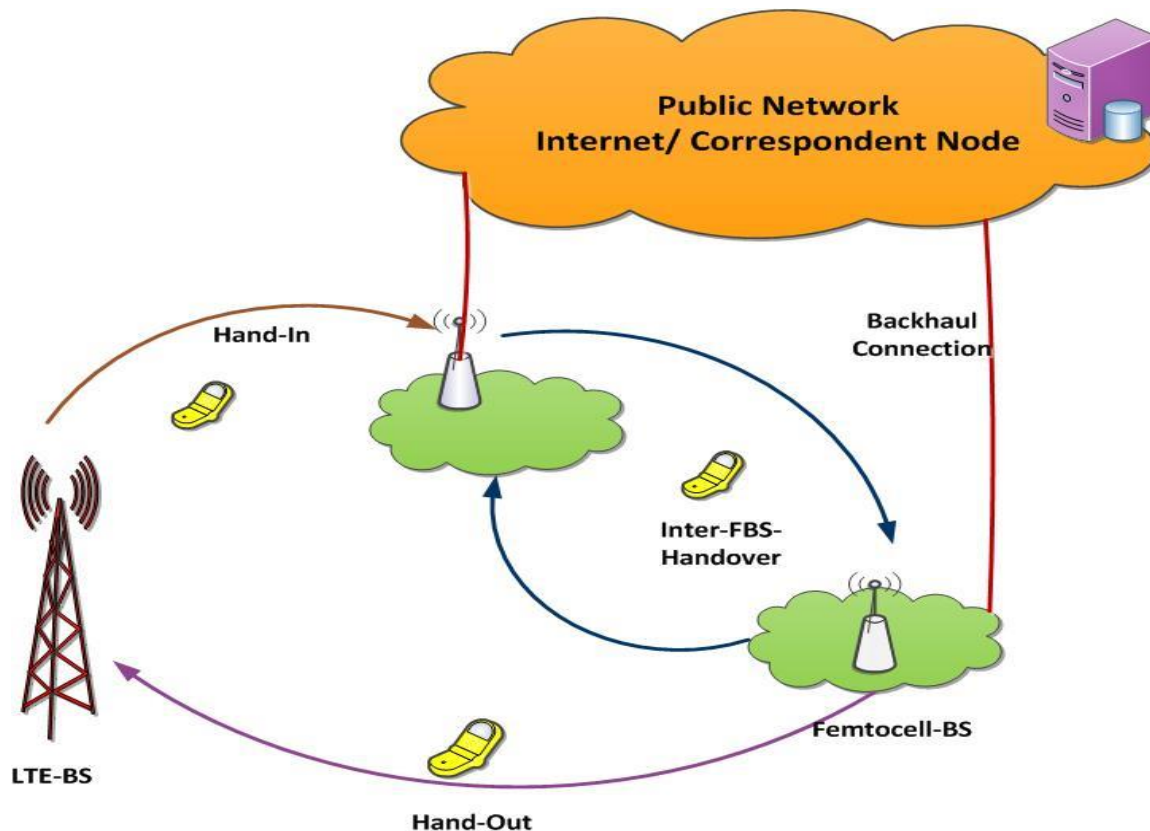 Public Network
Internet/ Correspondent Node
Hand-In
Backhaul
Connection
Inter-FBS-
Handover
Femtocell-BS
LTE-BS
Hand-Out